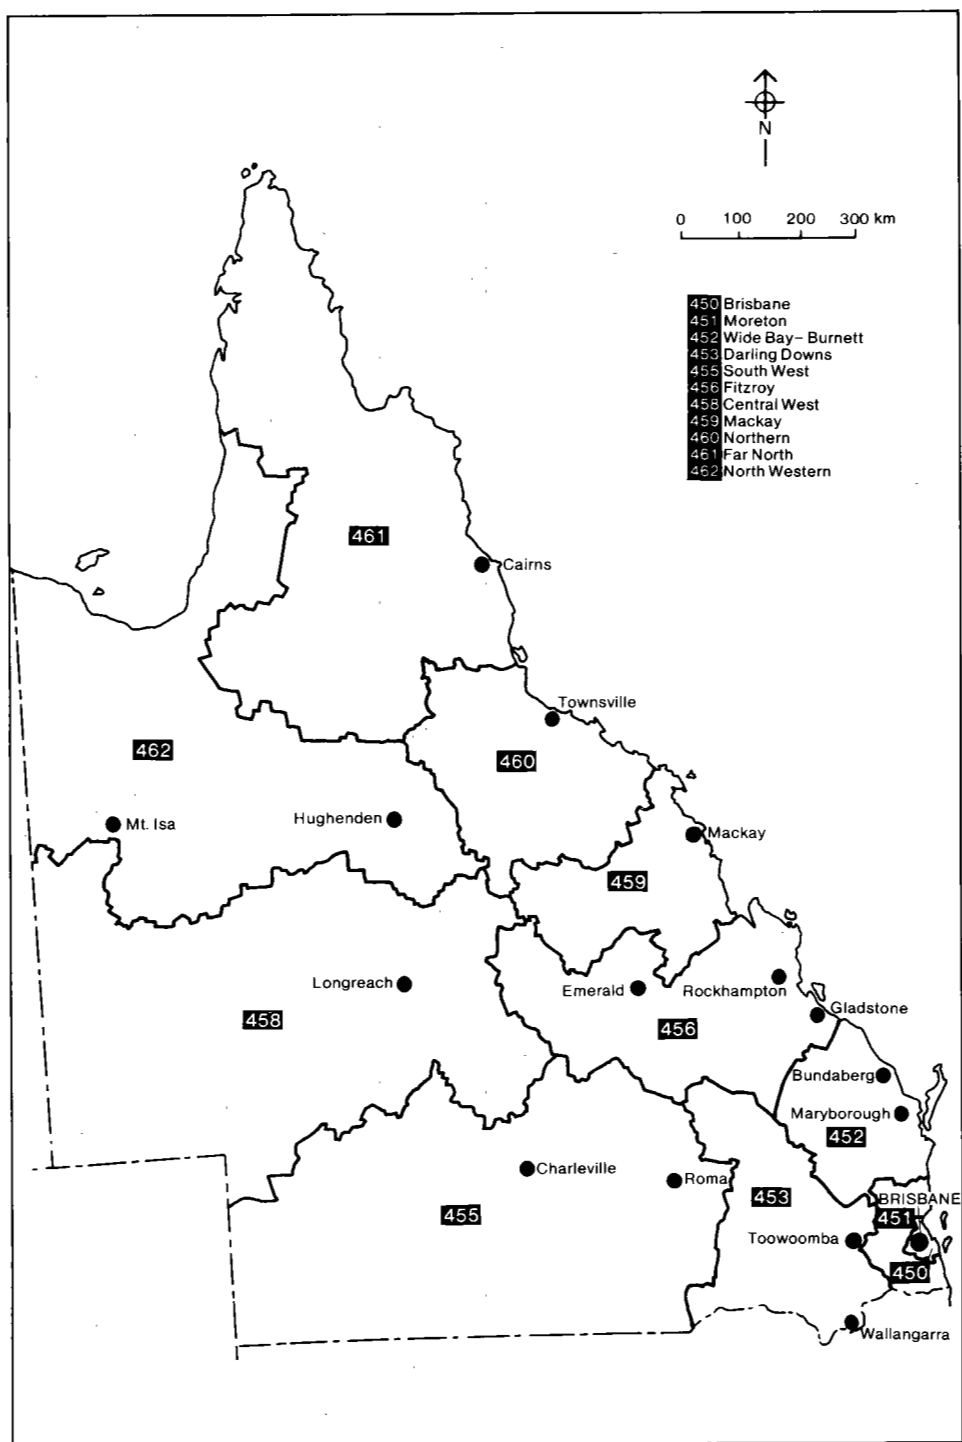 N
0 100 200 300 km
450 Brisbane
451 Moreton
452 Wide Bay– Burnett
453 Darling Downs
455 South West
456 Fitzroy
458 Central West
459 Mackay
460 Northern
461 Far North
462 North Western
461
Cairns
Townsville
462
460
Mt. Isa
Hughenden
Mackay
459
Longreach
Emerald
Rockhampton
Gladstone
458
456
Bundaberg
Maryborough
452
Charleville
Roma
453
BRISBANE
455
451
Toowoomba
450
Wallangarra